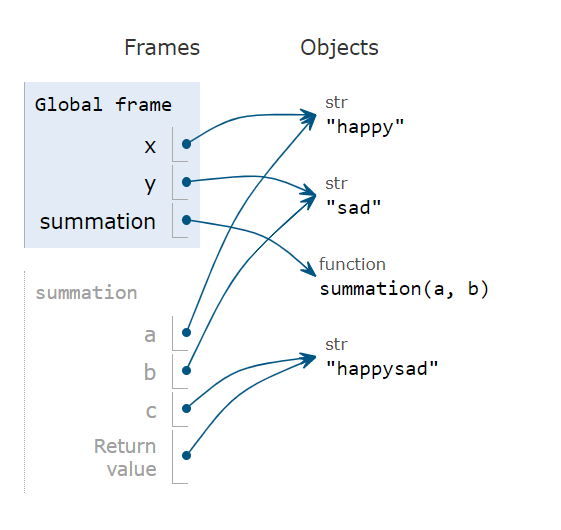 Frames Objects
Global frame
x
y
summation
str
"happy"
str
"sad"
function
summation(a, b)
summation
a
b
c
Return
value
str
"happysad"